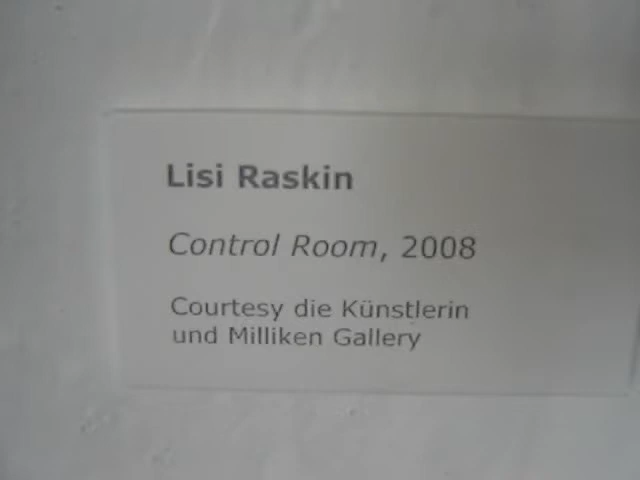 Lisi Raskin
Control Room, 2008
Courtesy die Künstlerin
und Milliken Gallery